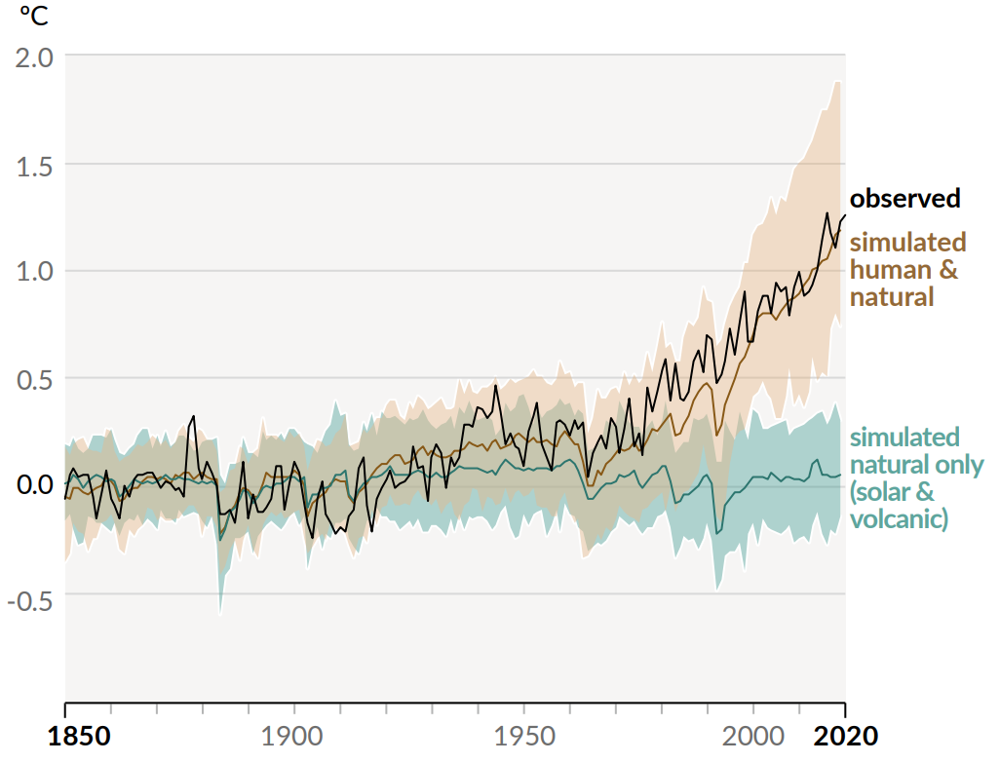 ºC
2.0
1.5
1.0
0.5
0.0
-0.5
observed
simulated
human &
natural
simulated
natural only
(solar &
volcanic)
1850 1900 1950 2000 2020